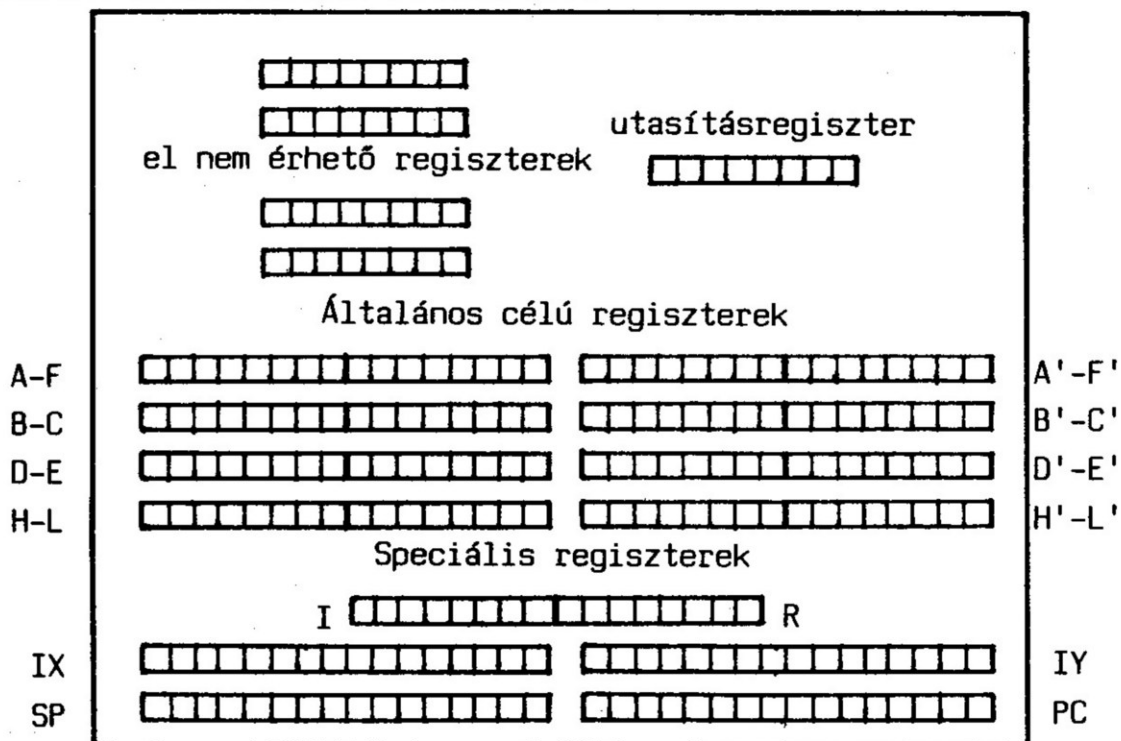 utasításregiszter
el nem érhető regiszterek
Általános célú regiszterek
A-F A'-F'
B-C B'-C'
D-E D'-E'
H-L H'-L'
Speciális regiszterek
I R
IX IY
SP PC